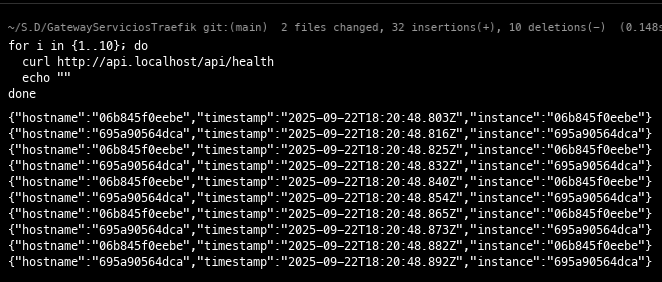 ~/S.D/GatewayServiciosTraefik git:(main)  2 files changed, 32 insertions(+), 10 deletions(-)  (0.148s
for i in {1..10}; do
  curl http://api.localhost/api/health
  echo ""
done
{"hostname":"06b845f0eebe","timestamp":"2025-09-22T18:20:48.803Z","instance":"06b845f0eebe"}
{"hostname":"695a90564dca","timestamp":"2025-09-22T18:20:48.816Z","instance":"695a90564dca"}
{"hostname":"06b845f0eebe","timestamp":"2025-09-22T18:20:48.825Z","instance":"06b845f0eebe"}
{"hostname":"695a90564dca","timestamp":"2025-09-22T18:20:48.832Z","instance":"695a90564dca"}
{"hostname":"06b845f0eebe","timestamp":"2025-09-22T18:20:48.840Z","instance":"06b845f0eebe"}
{"hostname":"695a90564dca","timestamp":"2025-09-22T18:20:48.854Z","instance":"695a90564dca"}
{"hostname":"06b845f0eebe","timestamp":"2025-09-22T18:20:48.865Z","instance":"06b845f0eebe"}
{"hostname":"695a90564dca","timestamp":"2025-09-22T18:20:48.873Z","instance":"695a90564dca"}
{"hostname":"06b845f0eebe","timestamp":"2025-09-22T18:20:48.882Z","instance":"06b845f0eebe"}
{"hostname":"695a90564dca","timestamp":"2025-09-22T18:20:48.892Z","instance":"695a90564dca"}